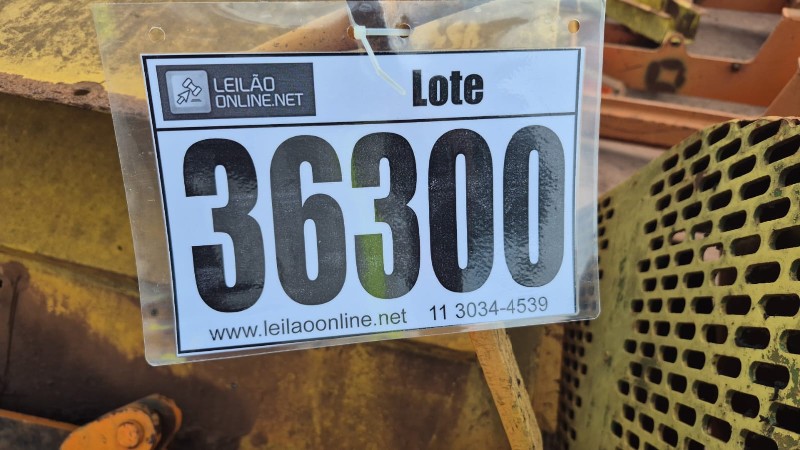 LEILÃO
ONLINE.NET
Lote
36300
www.leilaoonline.net 11 3034-4539